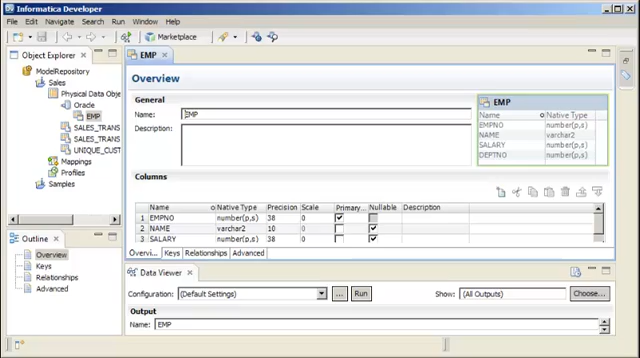 Informatica Developer
File Edit Navigate Search Run Window Help
Marketplace
Object Explorer
ModelRepository
Sales
Physical Data Obje
Oracle
EMP
SALES_TRANS
SALES_TRANS
UNIQUE_CUST
Mappings
Profiles
Samples
Outline
Overview
Keys
Relationships
Advanced
EMP
Overview
General
Name: EMP
Description:
EMP
Name Native Type
EMPNO number(p,s)
NAME varchar2
SALARY number(p,s)
DEPTNO number(p,s)
Columns
Name Native Type Precision Scale Primary... Nullable Description
1 EMPNO number(p,s) 38 0
2 NAME varchar2 10 0
3 SALARY number(p,s) 38 0
Overvi... Keys Relationships Advanced
Data Viewer
Configuration: (Default Settings) ... Run Show: (All Outputs) Choose...
Output
Name: EMP